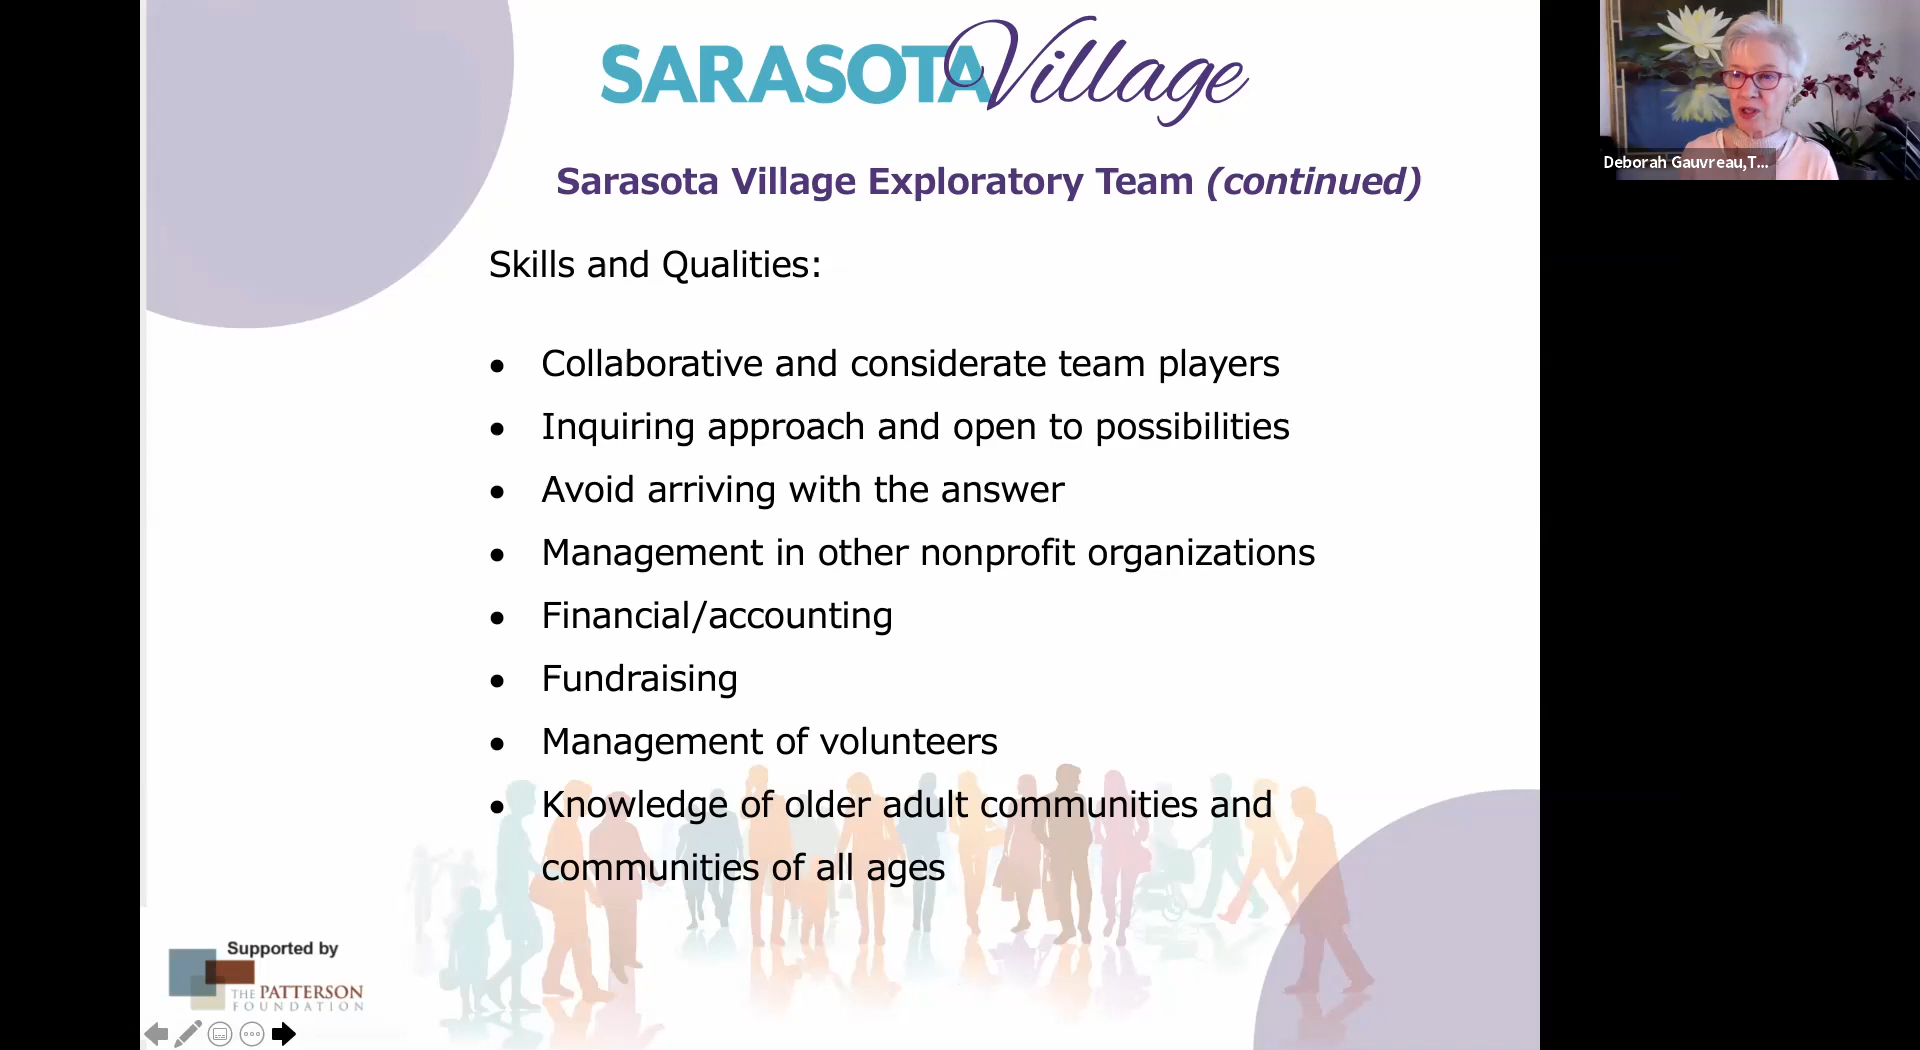 SARASOTA Village
Deborah Gauvreau,T...
Sarasota Village Exploratory Team (continued)
Skills and Qualities:
• Collaborative and considerate team players
• Inquiring approach and open to possibilities
• Avoid arriving with the answer
• Management in other nonprofit organizations
• Financial/accounting
• Fundraising
• Management of volunteers
• Knowledge of older adult communities and
communities of all ages
Supported by
THE PATTERSON
FOUNDATION